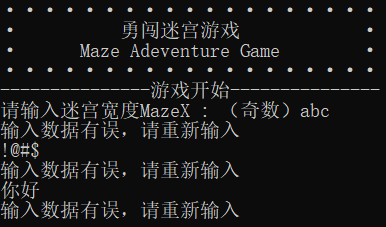 • • • • • • • • • • • • • • • • • • • •
• 勇闯迷宫游戏 •
• Maze Adeventure Game •
• • • • • • • • • • • • • • • • • • • •
---------------游戏开始---------------
请输入迷宫宽度MazeX : （奇数）abc
输入数据有误，请重新输入
!@#$
输入数据有误，请重新输入
你好
输入数据有误，请重新输入